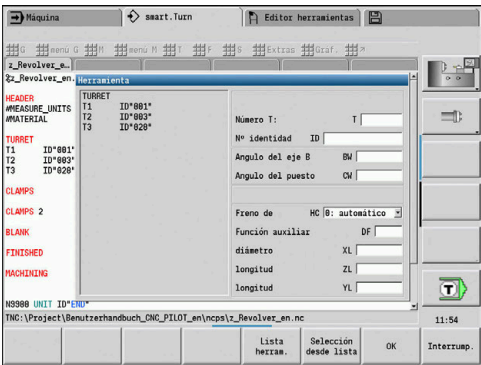 Máquina
smart.Turn
Editor herramientas
G
menú G
M
menú M
T
F
S
Extras
Graf.
z_Revolver_e…
z_Revolver_en.
Herramienta
HEADER
#MEASURE_UNITS
#MATERIAL
TURRET
T1 ID"001"
T2 ID"003"
T3 ID"020"
CLAMPS
CLAMPS 2
BLANK
FINISHED
MACHINING
N9900 UNIT ID"END"
TURRET
T1 ID"001"
T2 ID"003"
T3 ID"020"
Número T: T
Nº identidad ID
Angulo del eje B BW
Angulo del puesto CW
Freno de HC 0: automático
Función auxiliar DF
diámetro XL
longitud ZL
longitud YL
T
TNC:\Project\Benutzerhandbuch_CNC_PILOT_en\ncps\z_Revolver_en.nc
11:54
Lista herram.
Selección desde lista
OK
Interrump.